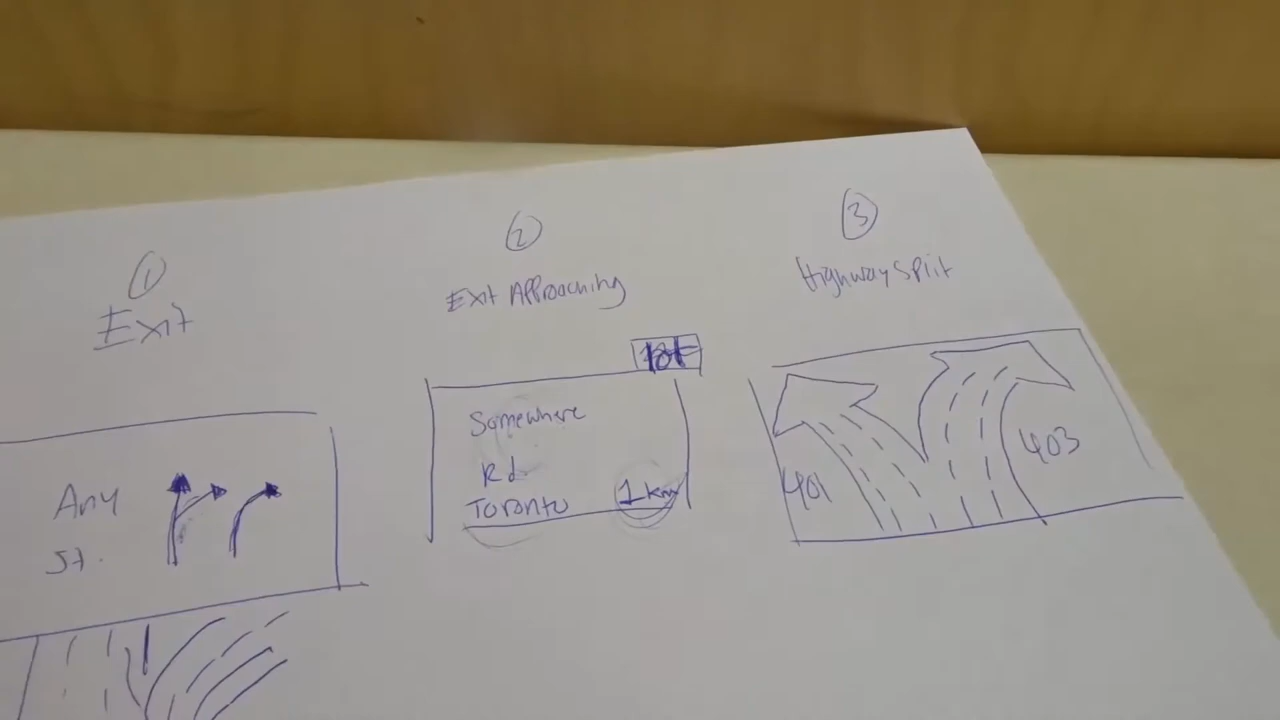 1
Exit
Any
St.
2
Exit Approaching
Somewhere
Rd
Toronto 1 km
3
Highway Split
401
403